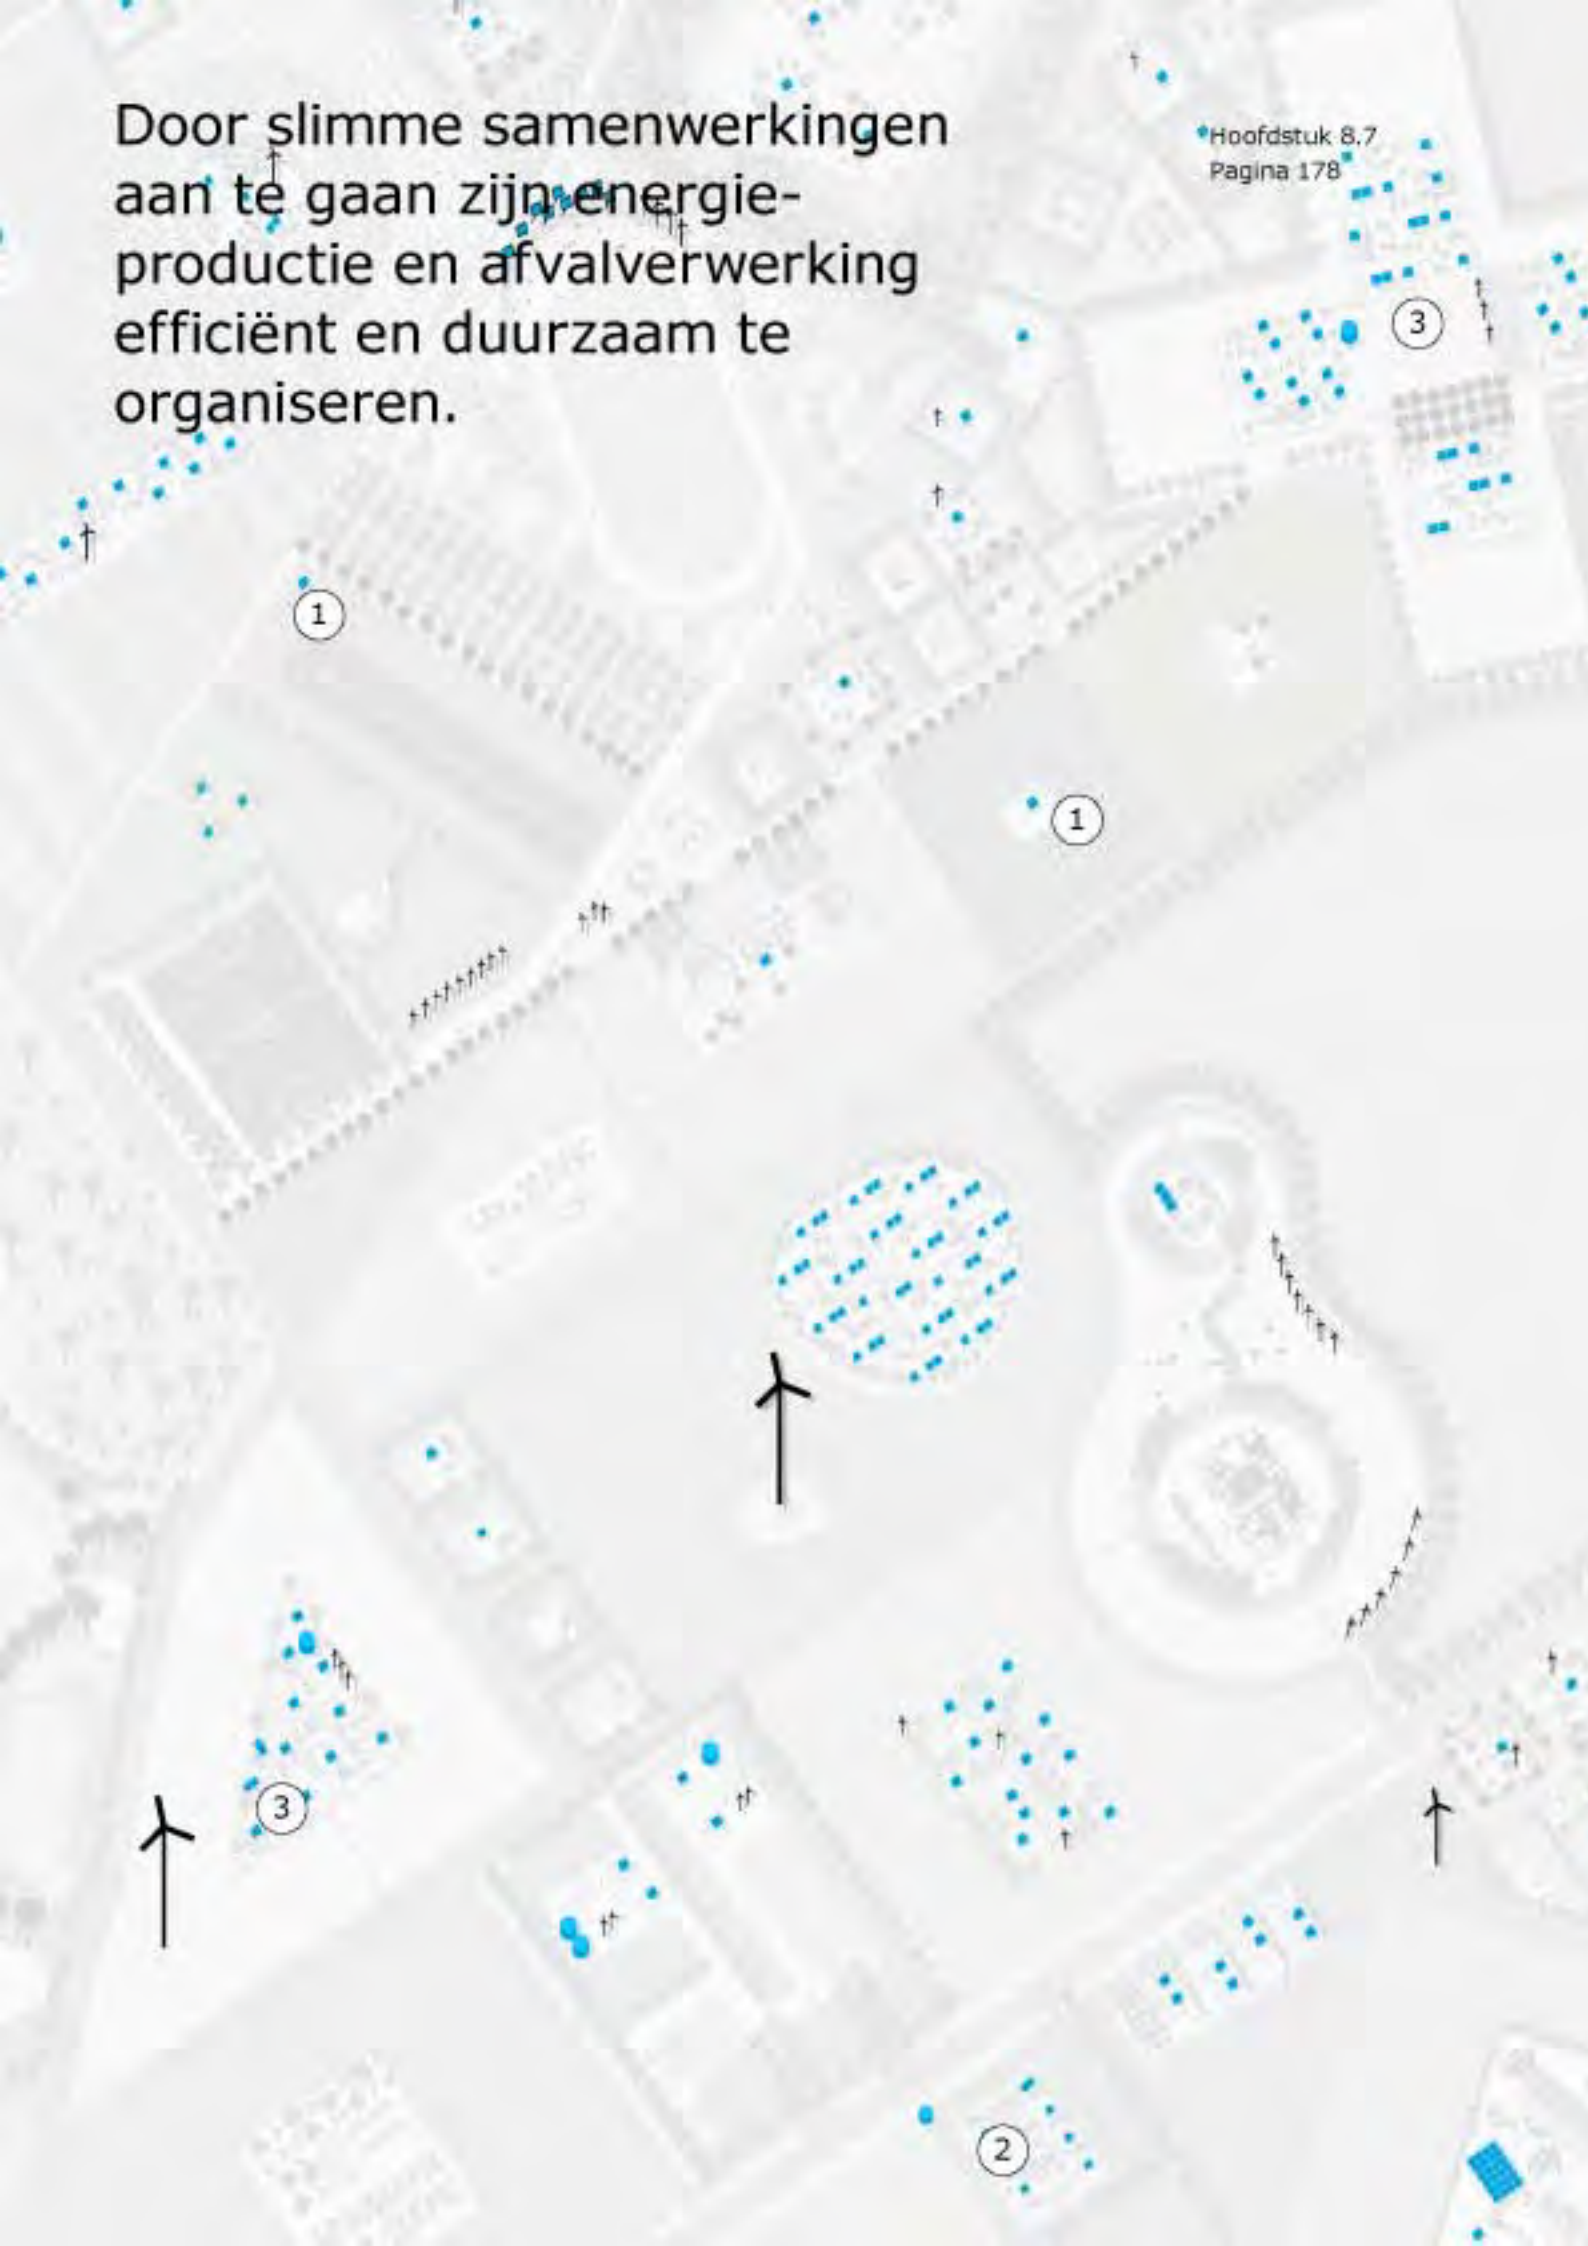 Door slimme samenwerkingen
aan te gaan zijn energie-
productie en afvalverwerking
efficiënt en duurzaam te
organiseren.
Hoofdstuk 8.7
Pagina 178
3
1
1
3
2